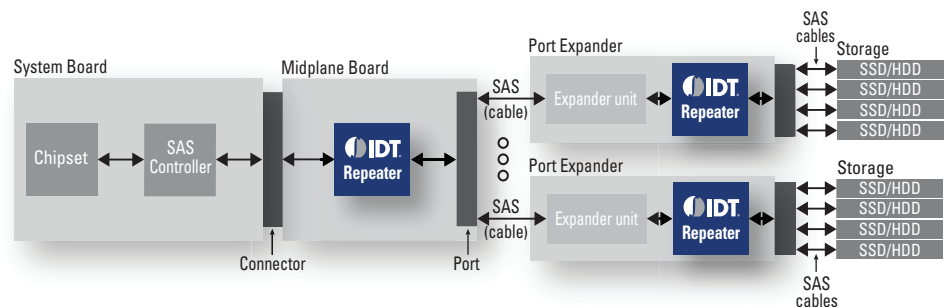 System Board
Chipset
SAS
Controller
Connector
Midplane Board
IDT.
Repeater
Port
SAS
(cable)
SAS
(cable)
Port Expander
Expander unit
IDT.
Repeater
SAS
cables
Storage
SSD/HDD
SSD/HDD
SSD/HDD
SSD/HDD
Port Expander
Expander unit
IDT.
Repeater
Storage
SSD/HDD
SSD/HDD
SSD/HDD
SSD/HDD
SAS
cables